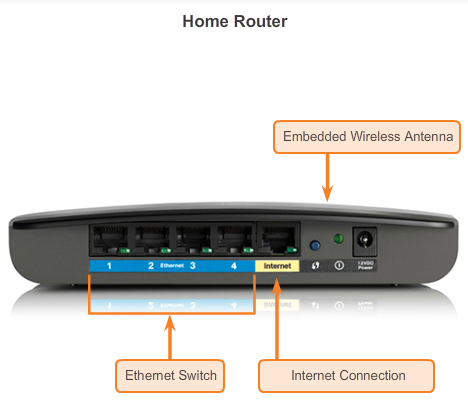 Home Router
Embedded Wireless Antenna
1 2 Ethernet 3 4 Internet
12VDC
Power
Ethernet Switch
Internet Connection